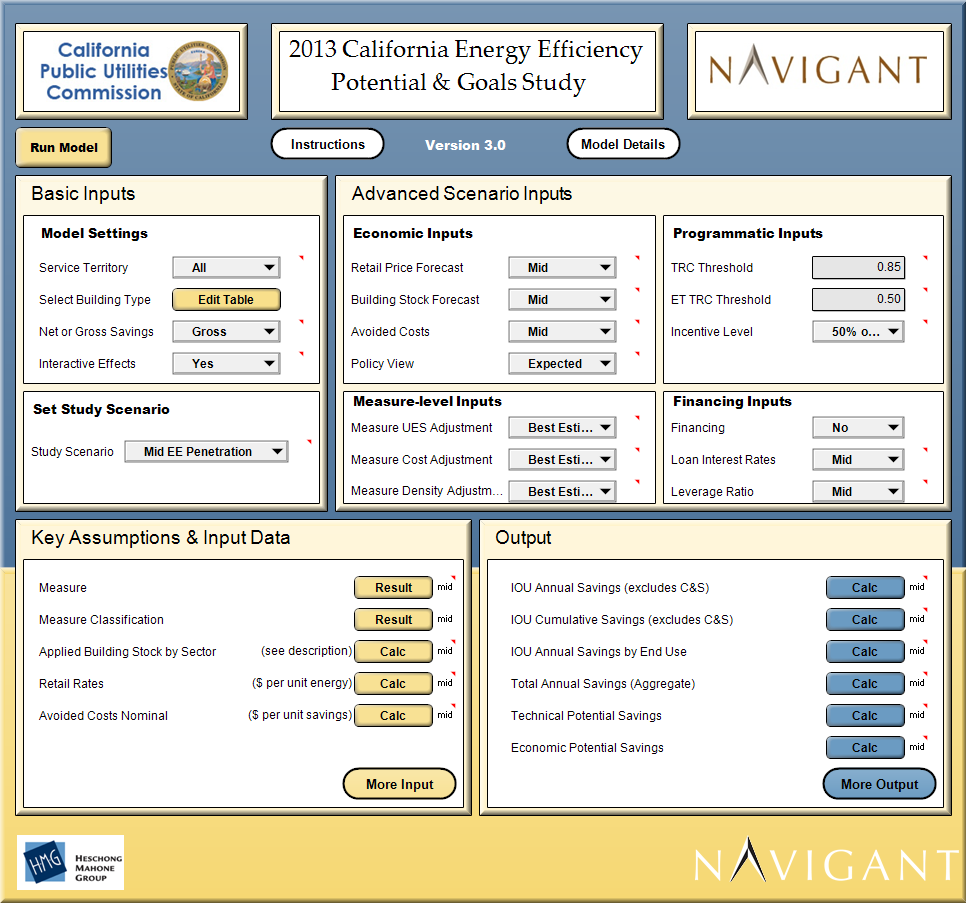 California
Public Utilities
Commission
2013 California Energy Efficiency
Potential & Goals Study
NAVIGANT
Run Model
Instructions
Version 3.0
Model Details
Basic Inputs
Model Settings
Service Territory All
Select Building Type Edit Table
Net or Gross Savings Gross
Interactive Effects Yes
Set Study Scenario
Study Scenario Mid EE Penetration
Advanced Scenario Inputs
Economic Inputs
Retail Price Forecast Mid
Building Stock Forecast Mid
Avoided Costs Mid
Policy View Expected
Programmatic Inputs
TRC Threshold 0.85
ET TRC Threshold 0.50
Incentive Level 50% o...
Measure-level Inputs
Measure UES Adjustment Best Esti...
Measure Cost Adjustment Best Esti...
Measure Density Adjustm... Best Esti...
Financing Inputs
Financing No
Loan Interest Rates Mid
Leverage Ratio Mid
Key Assumptions & Input Data
Measure Result mid
Measure Classification Result mid
Applied Building Stock by Sector (see description) Calc mid
Retail Rates ($ per unit energy) Calc mid
Avoided Costs Nominal ($ per unit savings) Calc mid
More Input
Output
IOU Annual Savings (excludes C&S) Calc mid
IOU Cumulative Savings (excludes C&S) Calc mid
IOU Annual Savings by End Use Calc mid
Total Annual Savings (Aggregate) Calc mid
Technical Potential Savings Calc mid
Economic Potential Savings Calc mid
More Output
HMG
HESCHONG
MAHONE
GROUP
NAVIGANT